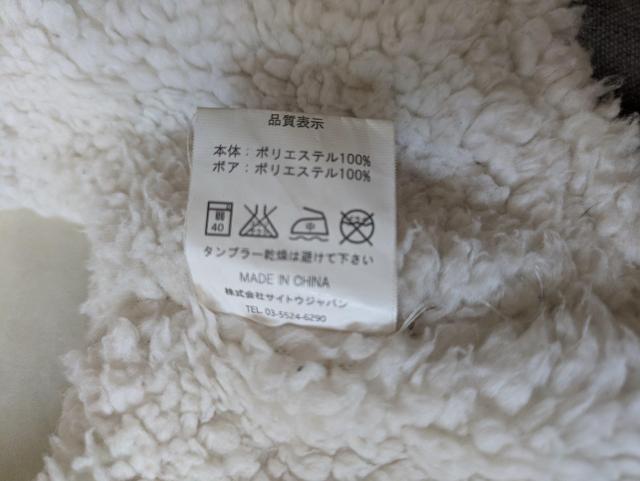 品質表示
本体：ポリエステル100%
ボア：ポリエステル100%
弱
40
中
タンブラー乾燥は避けて下さい
MADE IN CHINA
株式会社サイトウジャパン
TEL 03-5524-6290